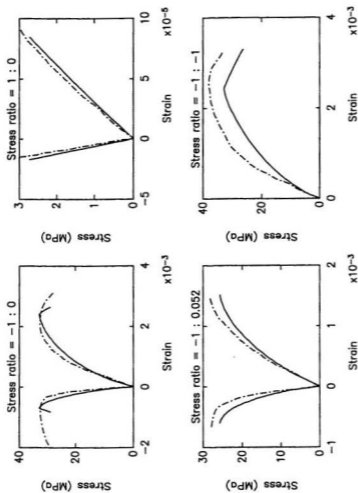 Stress ratio = -1 : 0
Stress (MPa)
40
20
0
-2
0
2
4
x10-3
Strain
Stress ratio = 1 : 0
Stress (MPa)
3
2
1
0
-5
0
5
10
x10-5
Strain
Stress ratio = -1 : 0.052
Stress (MPa)
30
20
10
0
-1
0
1
2
x10-3
Strain
Stress ratio = -1 : -1
Stress (MPa)
40
20
0
0
2
4
x10-3
Strain